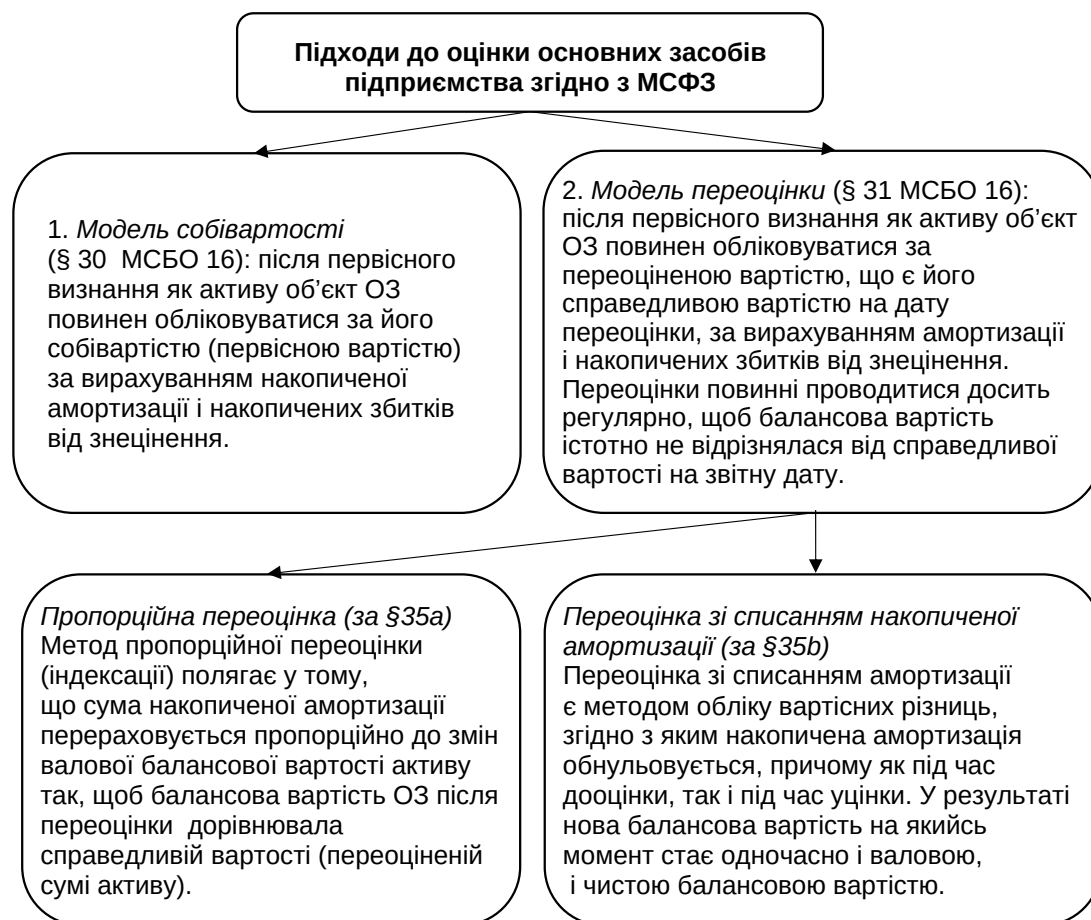 Підходи до оцінки основних засобів
підприємства згідно з МСФЗ
1. Модель собівартості
(§ 30 МСБО 16): після первісного
визнання як активу об’єкт ОЗ
повинен обліковуватися за його
собівартістю (первісною вартістю)
за вирахуванням накопиченої
амортизації і накопичених збитків
від знецінення.
2. Модель переоцінки (§ 31 МСБО 16):
після первісного визнання як активу об’єкт
ОЗ повинен обліковуватися за
переоціненою вартістю, що є його
справедливою вартістю на дату
переоцінки, за вирахуванням амортизації
і накопичених збитків від знецінення.
Переоцінки повинні проводитися досить
регулярно, щоб балансова вартість
істотно не відрізнялася від справедливої
вартості на звітну дату.
Пропорційна переоцінка (за §35a)
Метод пропорційної переоцінки
(індексації) полягає у тому,
що сума накопиченої амортизації
перераховується пропорційно до змін
валової балансової вартості активу
так, щоб балансова вартість ОЗ після
переоцінки дорівнювала
справедливій вартості (переоціненій
сумі активу).
Переоцінка зі списанням накопиченої
амортизації (за §35b)
Переоцінка зі списанням амортизації
є методом обліку вартісних різниць,
згідно з яким накопичена амортизація
обнульовується, причому як під час
дооцінки, так і під час уцінки. У результаті
нова балансова вартість на якийсь
момент стає одночасно і валовою,
і чистою балансовою вартістю.